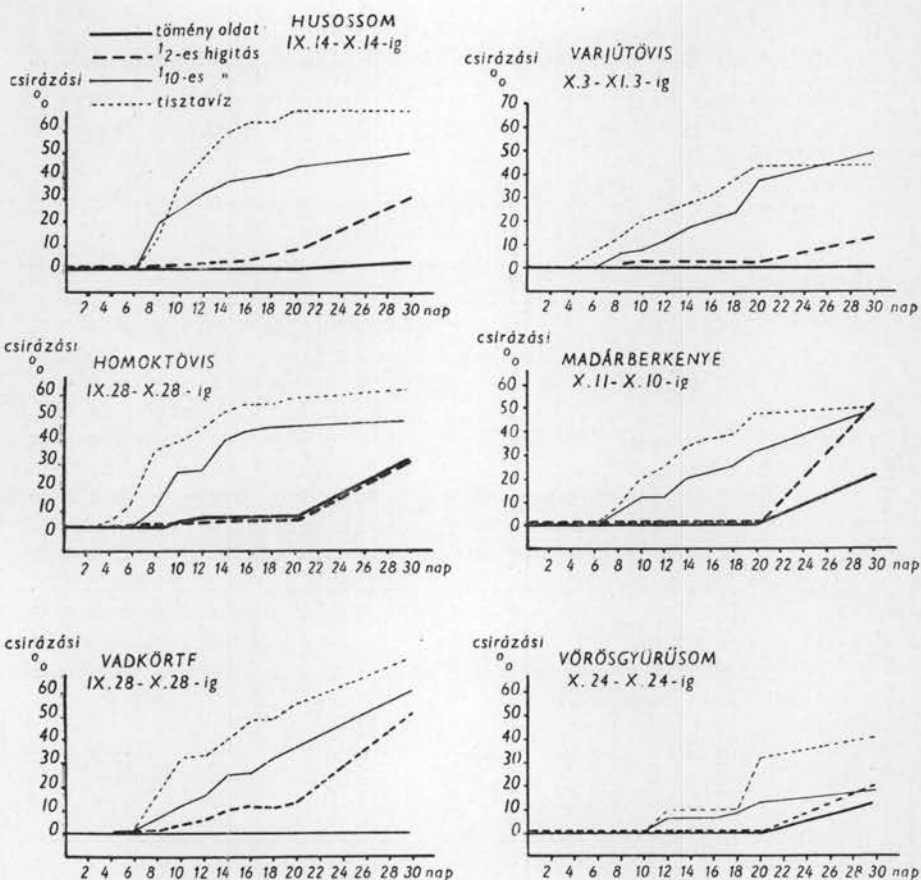 HUSOSSOM
IX.14-X.14-ig
tömény oldat
½-es higitás
1/10-es "
tisztavíz
csirázási
%
60
50
40
30
20
10
0
2 4 6 8 10 12 14 16 18 20 22 24 26 28 30 nap
VARJÚTÖVIS
X.3-XI.3-ig
csirázási
%
70
60
50
40
30
20
10
0
2 4 6 8 10 12 14 16 18 20 22 24 26 28 30 nap
HOMOKTÖVIS
IX.28-X.28-ig
csirázási
%
60
50
40
30
20
10
0
2 4 6 8 10 12 14 16 18 20 22 24 26 28 30 nap
MADÁRBERKENYE
X.11-X.10-ig
csirázási
%
50
40
30
20
10
0
2 4 6 8 10 12 14 16 18 20 22 24 26 28 30 nap
VADKÖRTF
IX.28-X.28-ig
csirázási
%
60
50
40
30
20
10
0
2 4 6 8 10 12 14 16 18 20 22 24 26 28 30 nap
VÖRÖSGYÜRÜSOM
X.24-X.24-ig
csirázási
%
50
40
30
20
10
0
2 4 6 8 10 12 14 16 18 20 22 24 26 28 30 nap